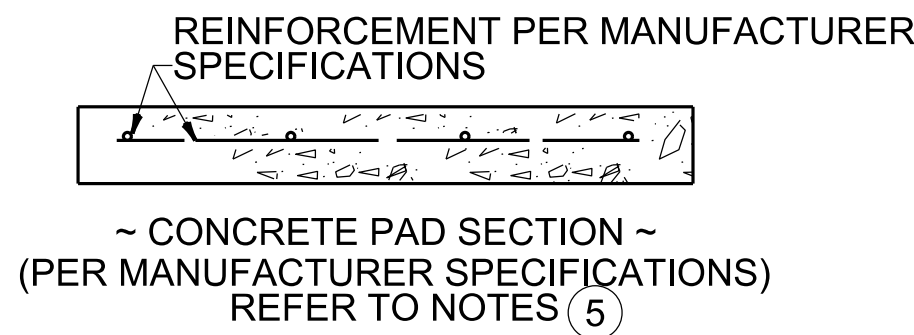 REINFORCEMENT PER MANUFACTURER
SPECIFICATIONS
~ CONCRETE PAD SECTION ~
(PER MANUFACTURER SPECIFICATIONS)
REFER TO NOTES 5